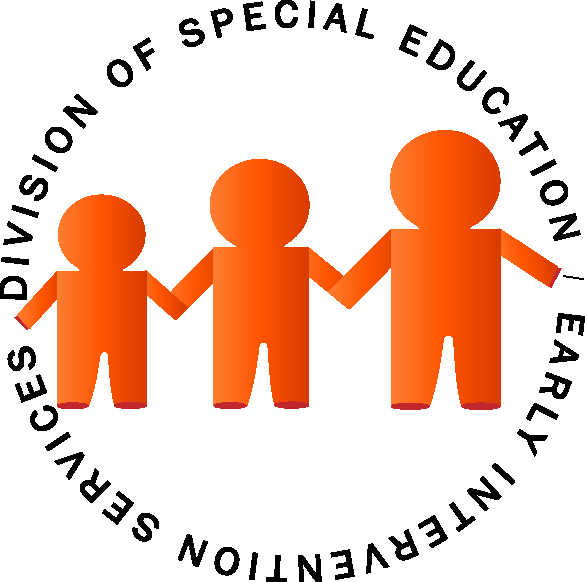 DIVISION OF SPECIAL EDUCATION / EARLY INTERVENTION SERVICES